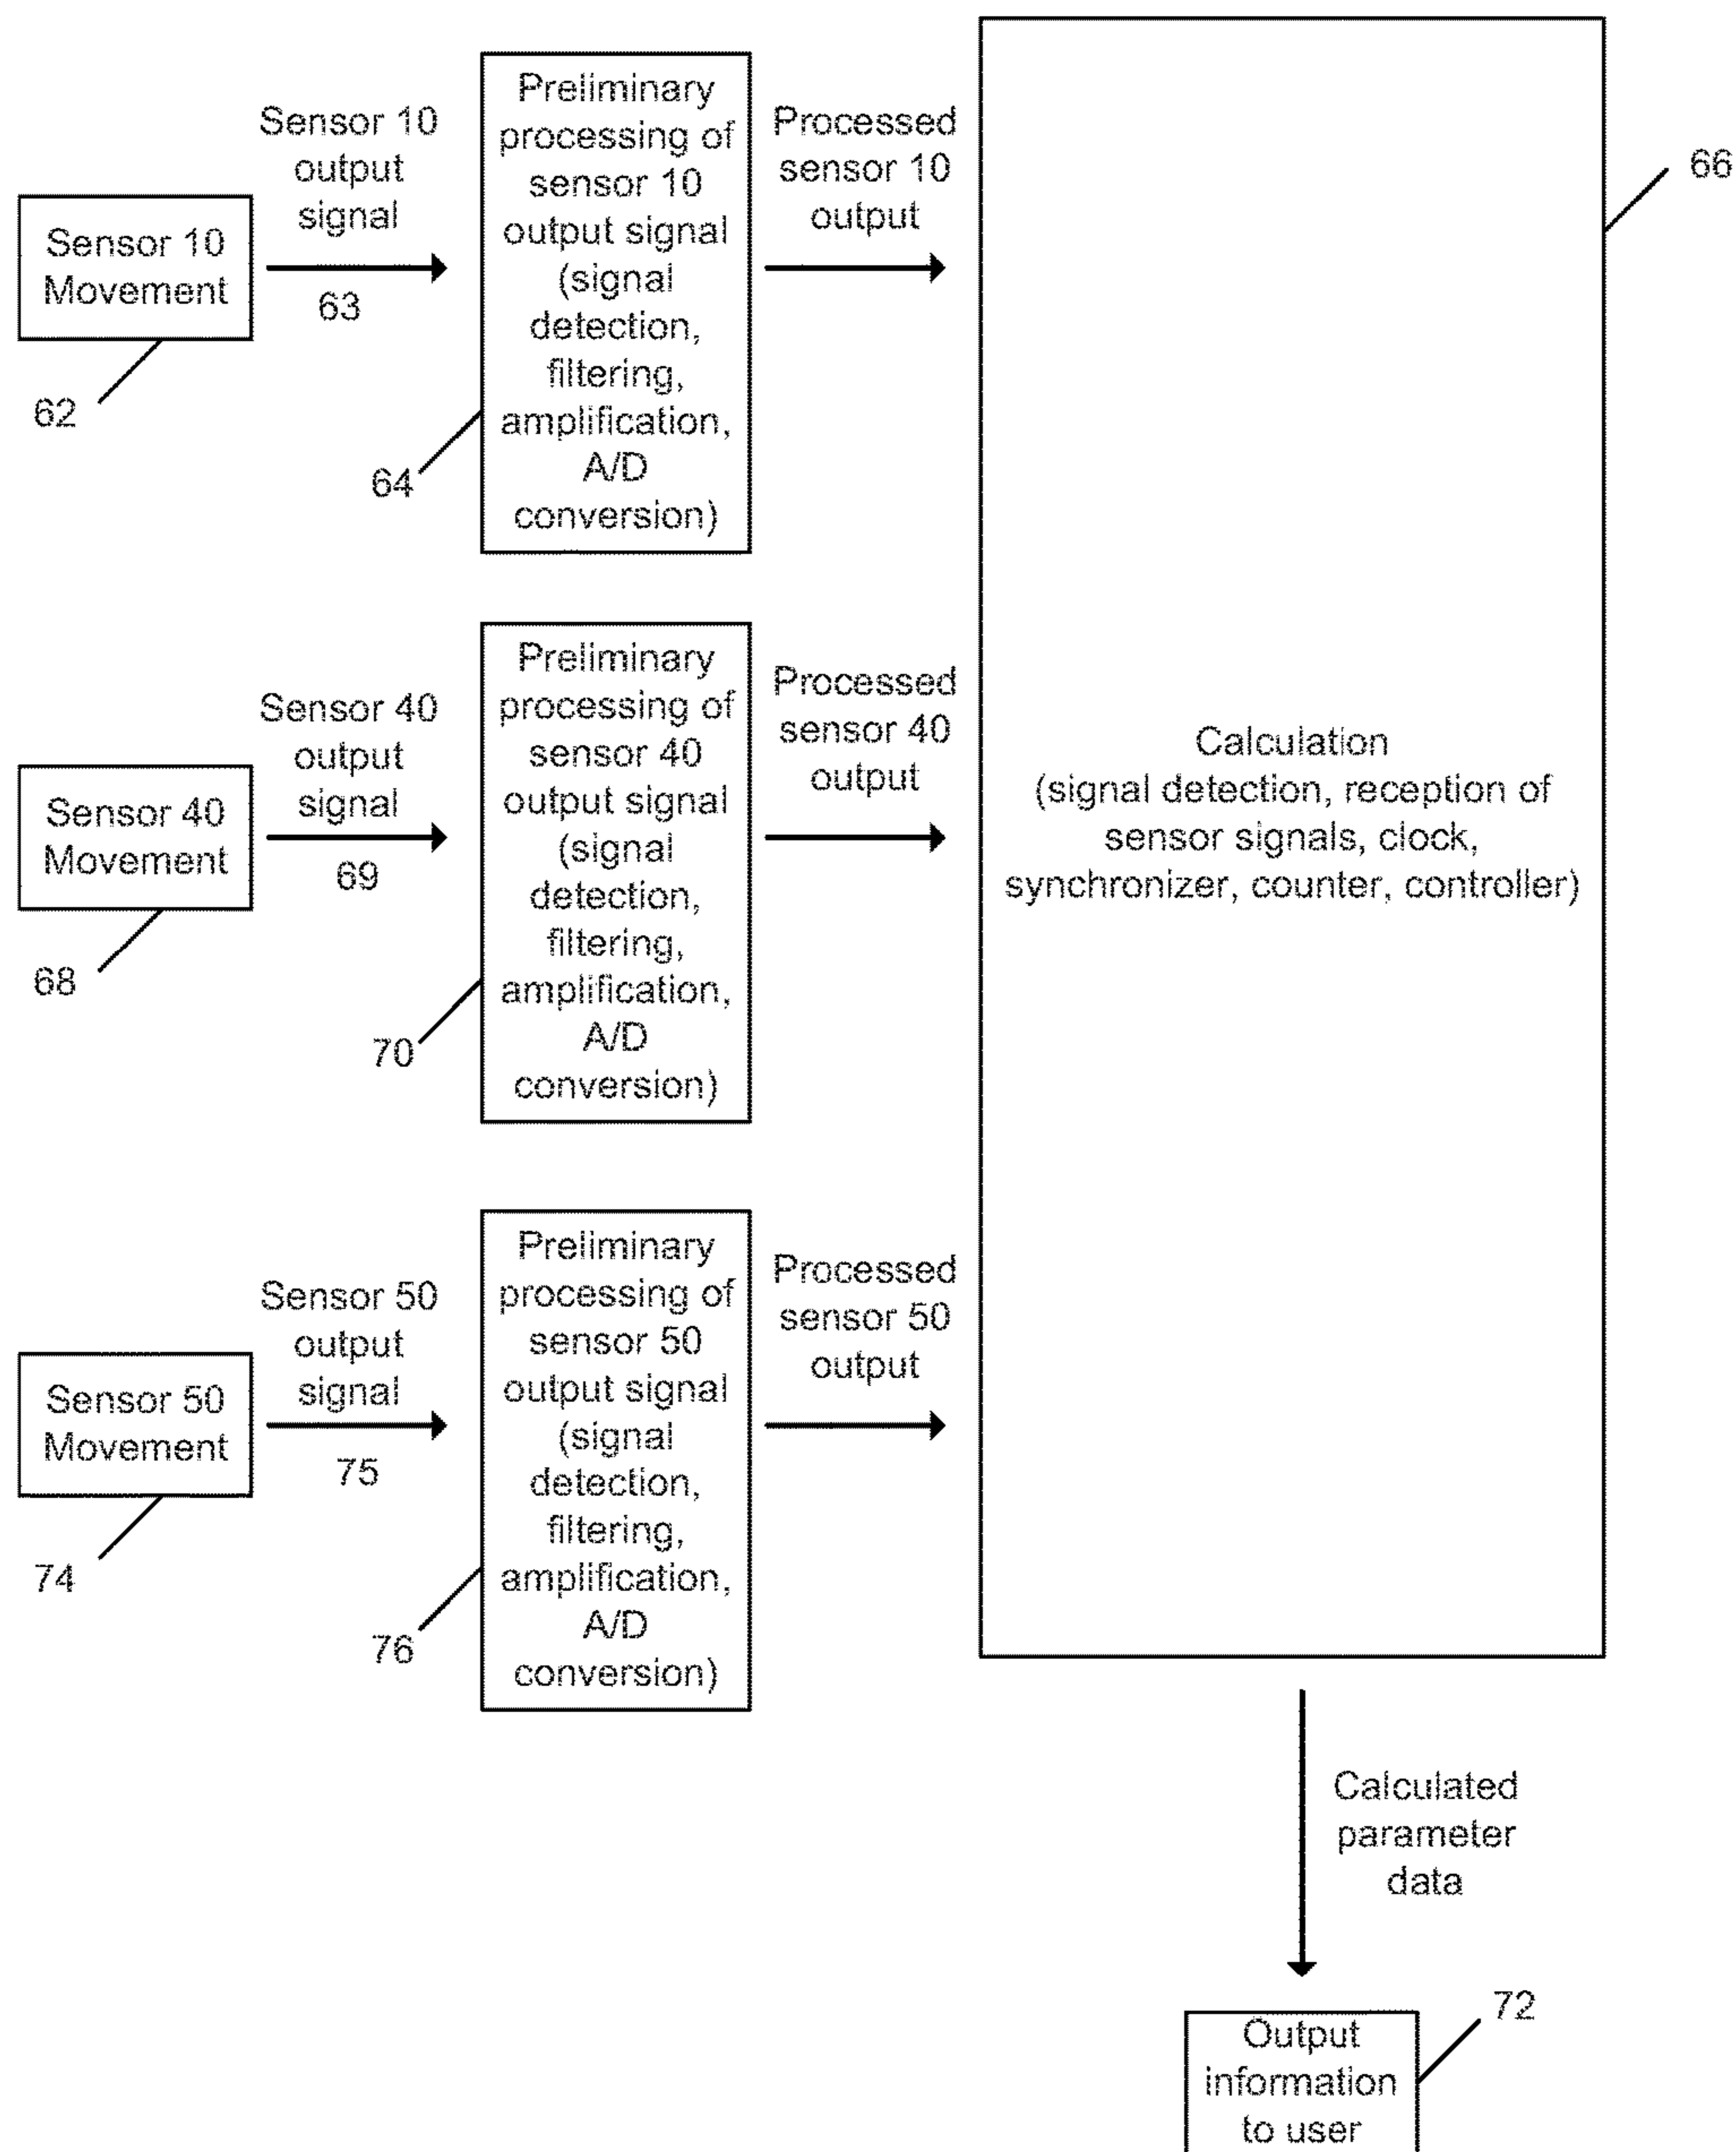 Sensor 10
Movement
62
Sensor 10
output
signal
63
Preliminary
processing of
sensor 10
output signal
(signal
detection,
filtering,
amplification,
A/D
conversion)
64
Processed
sensor 10
output
66
Sensor 40
Movement
68
Sensor 40
output
signal
69
Preliminary
processing of
sensor 40
output signal
(signal
detection,
filtering,
amplification,
A/D
conversion)
70
Processed
sensor 40
output
Calculation
(signal detection, reception of
sensor signals, clock,
synchronizer, counter, controller)
Sensor 50
Movement
74
Sensor 50
output
signal
75
Preliminary
processing of
sensor 50
output signal
(signal
detection,
filtering,
amplification,
A/D
conversion)
76
Processed
sensor 50
output
Calculated
parameter
data
Output
information
to user
72